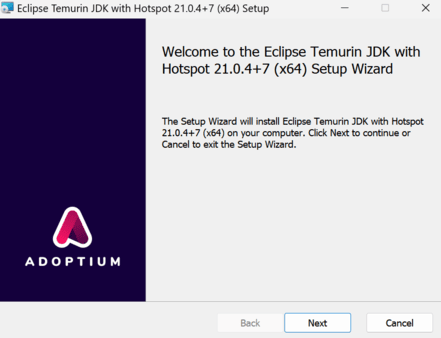 Eclipse Temurin JDK with Hotspot 21.0.4+7 (x64) Setup
Welcome to the Eclipse Temurin JDK with
Hotspot 21.0.4+7 (x64) Setup Wizard
The Setup Wizard will install Eclipse Temurin JDK with Hotspot
21.0.4+7 (x64) on your computer. Click Next to continue or
Cancel to exit the Setup Wizard.
ADOPTIUM
Back Next Cancel